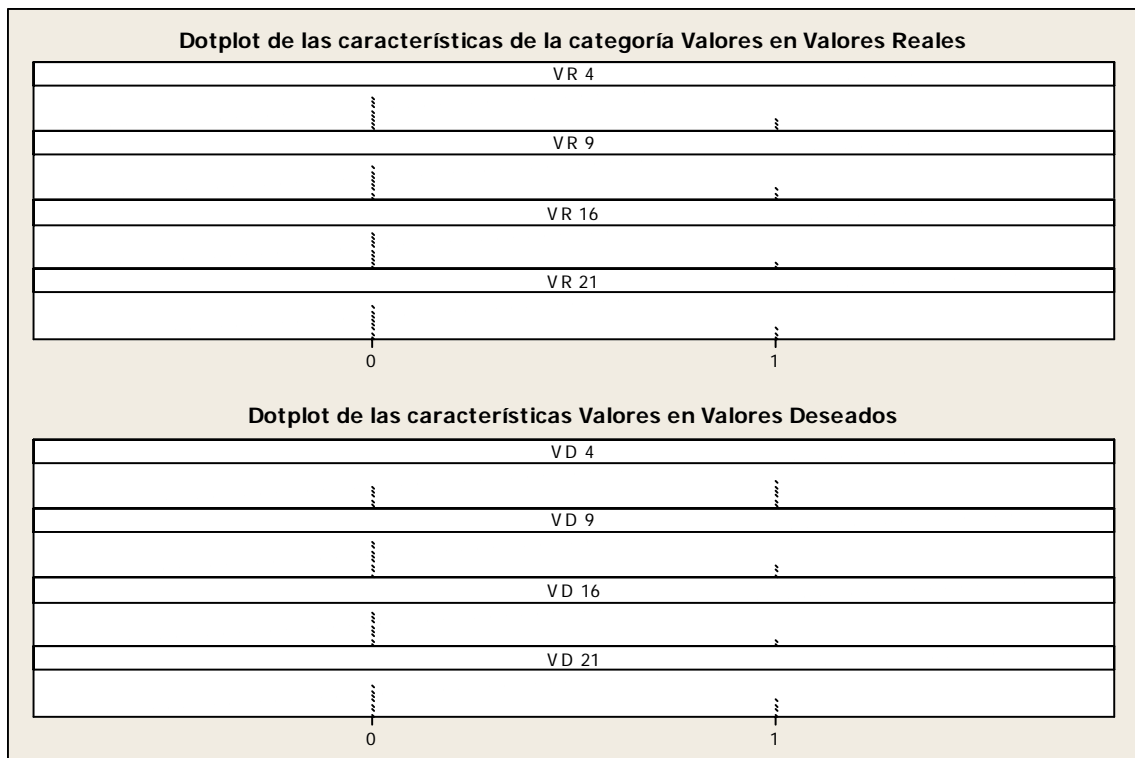 Dotplot de las características de la categoría Valores en Valores Reales
VR 4
VR 9
VR 16
VR 21
0 1
Dotplot de las características Valores en Valores Deseados
VD 4
VD 9
VD 16
VD 21
0 1